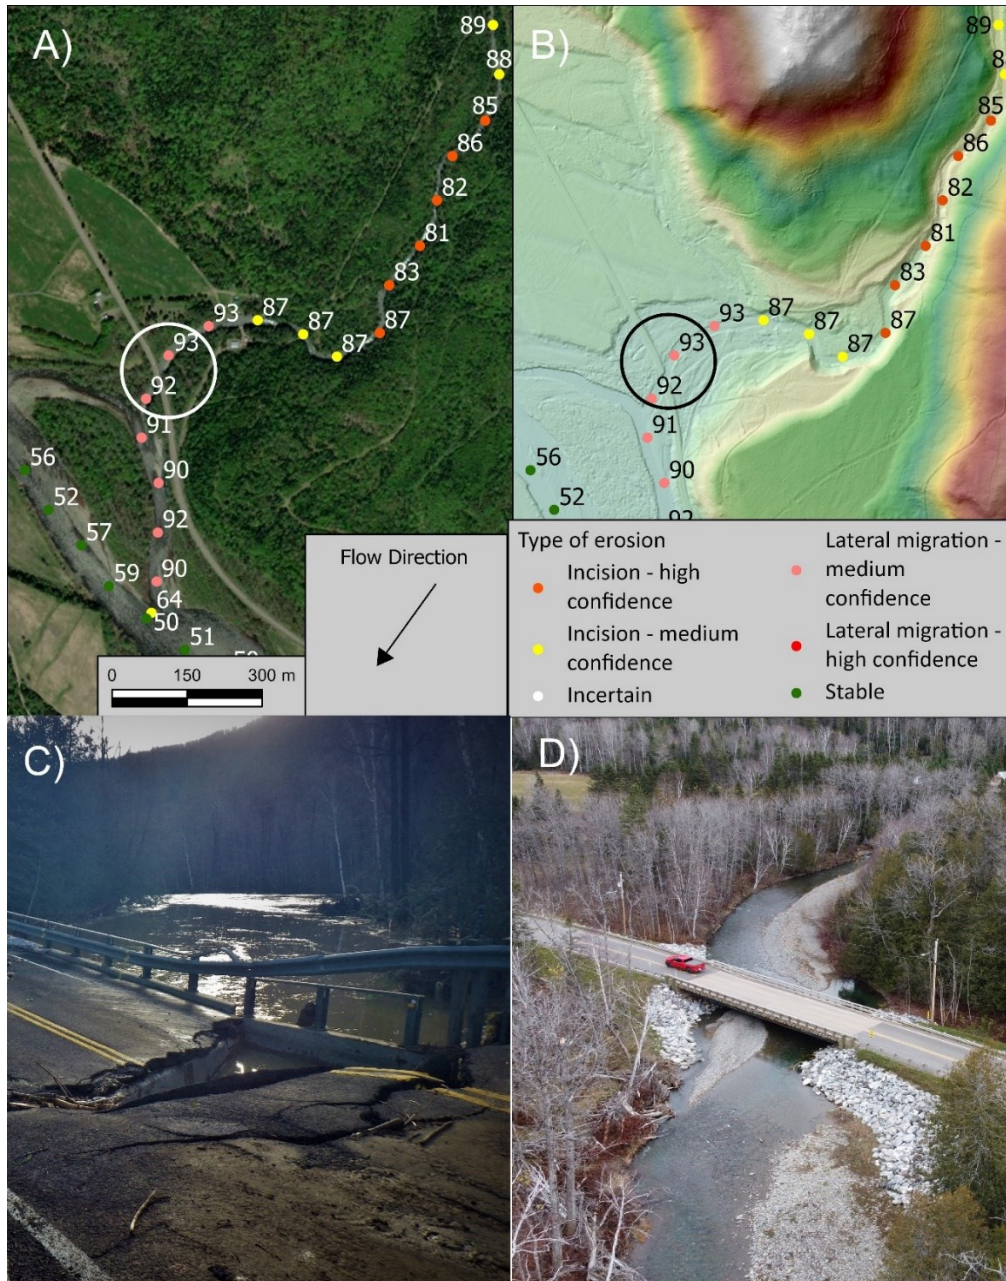 A)
89
88
85
86
82
81
83
87
87
87
87
93
93
92
91
90
92
90
64
50
51
56
52
57
59
Flow Direction
0 150 300 m
B)
89
85
86
82
81
83
87
87
87
87
93
93
92
91
90
56
52
Type of erosion
Incision - high
confidence
Incision - medium
confidence
Incertain
Lateral migration -
medium
confidence
Lateral migration -
high confidence
Stable
C)
D)